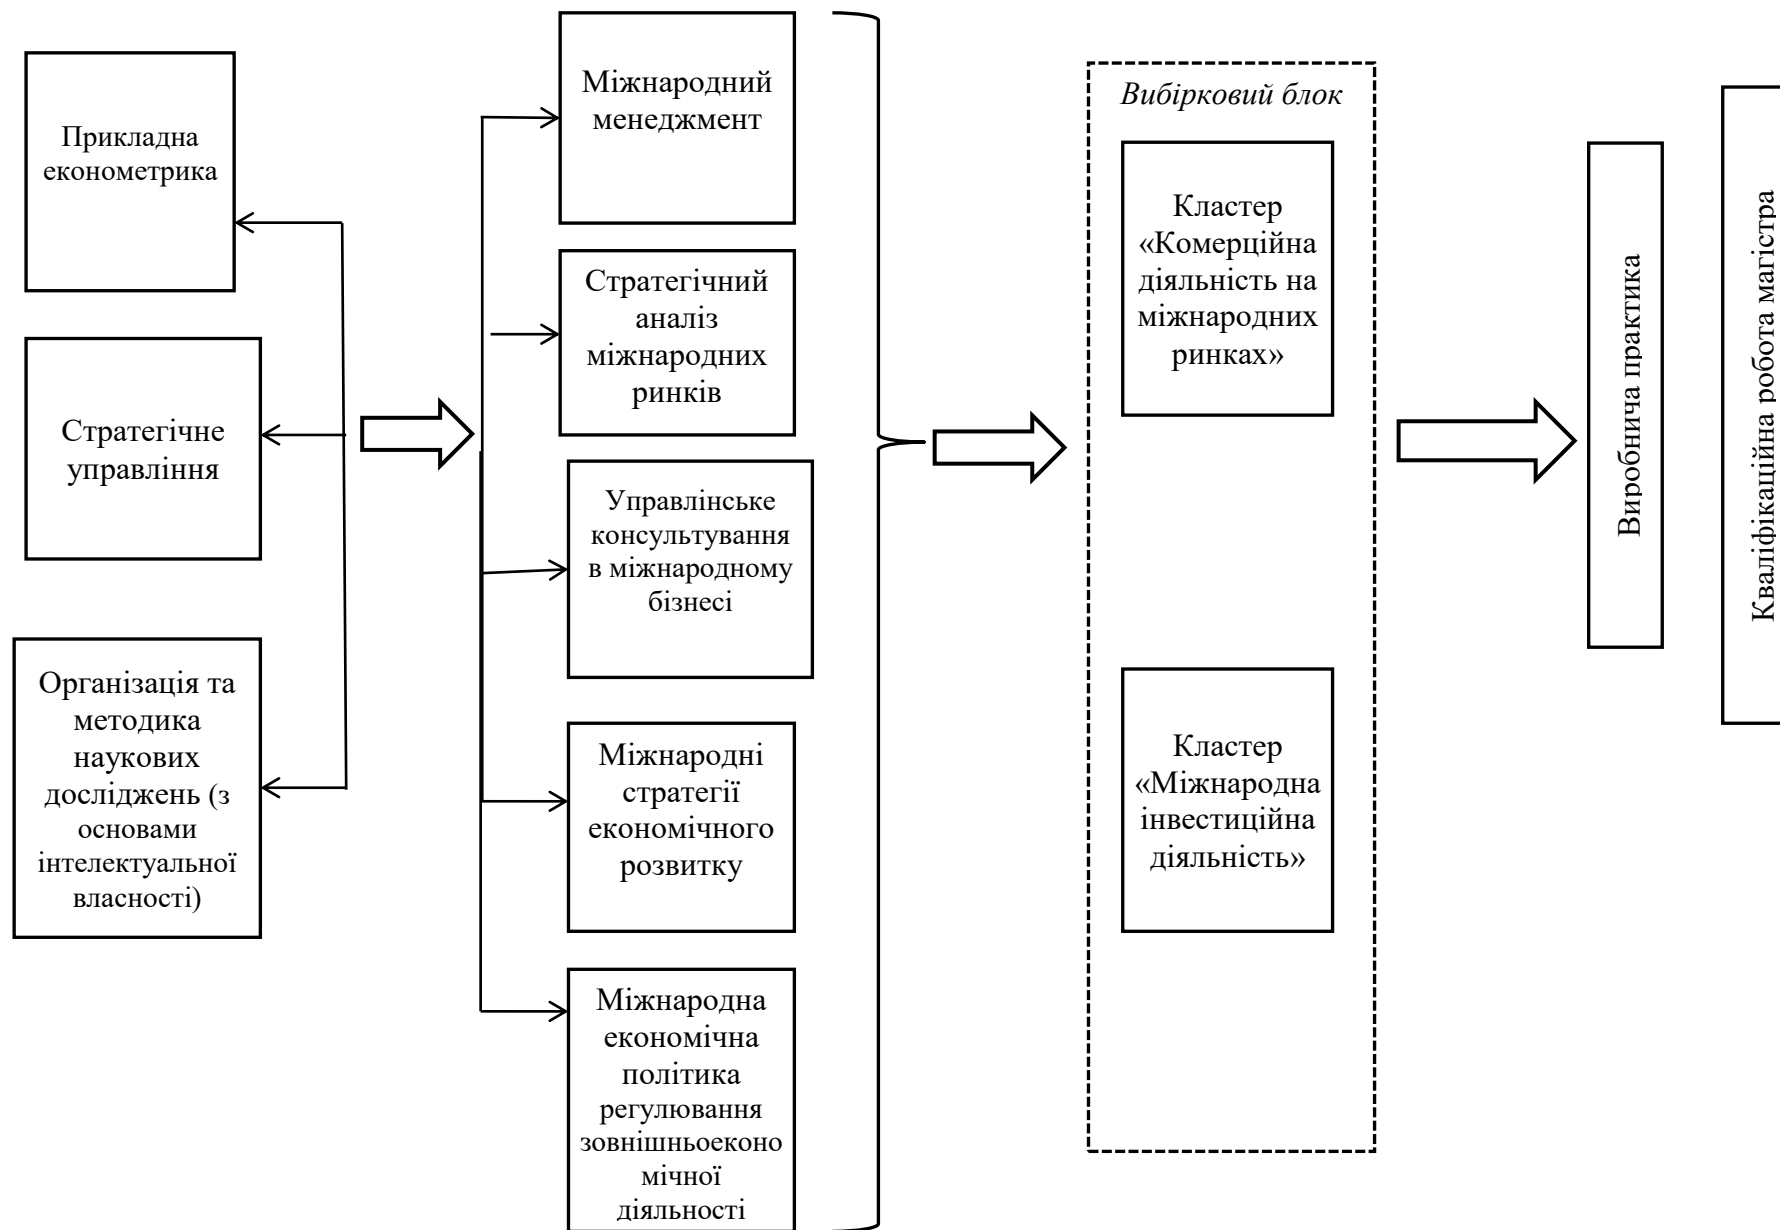 Прикладна
економетрика
Стратегічне
управління
Організація та
методика
наукових
досліджень (з
основами
інтелектуальної
власності)
Міжнародний
менеджмент
Стратегічний
аналіз
міжнародних
ринків
Управлінське
консультування
в міжнародному
бізнесі
Міжнародні
стратегії
економічного
розвитку
Міжнародна
економічна
політика
регулювання
зовнішньоеконо
мічної
діяльності
Вибірковий блок
Кластер
«Комерційна
діяльність на
міжнародних
ринках»
Кластер
«Міжнародна
інвестиційна
діяльність»
Виробнича практика
Кваліфікаційна робота магістра